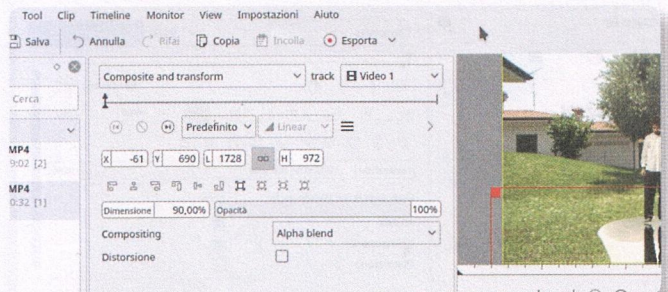 Tool Clip Timeline Monitor View Impostazioni Aiuto
Salva Annulla Rifai Copia Incolla Esporta
Composite and transform track Video 1
Cerca
Predefinito Linear
MP4
9:02 [2]
X -61 Y 690 L 1728 H 972
MP4
0:32 [1]
Dimensione 90,00% Opacità 100%
Compositing Alpha blend
Distorsione